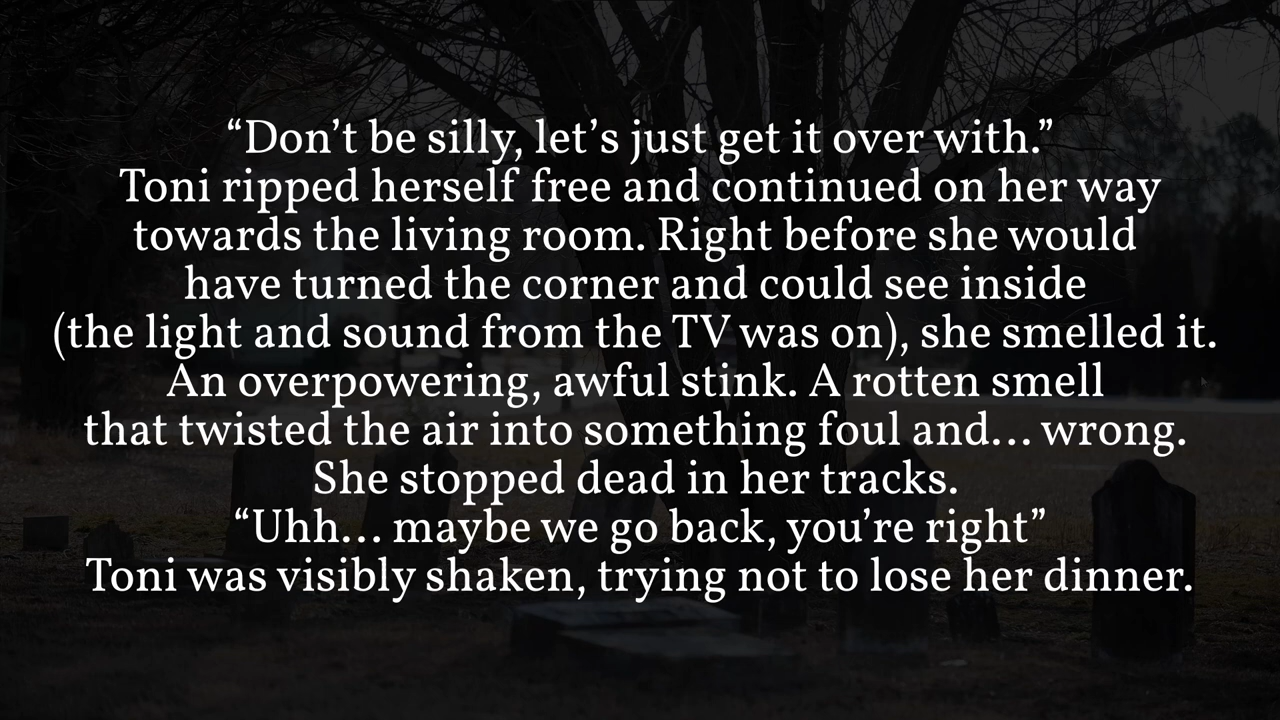 “Don’t be silly, let’s just get it over with.”
Toni ripped herself free and continued on her way
towards the living room. Right before she would
have turned the corner and could see inside
(the light and sound from the TV was on), she smelled it.
An overpowering, awful stink. A rotten smell
that twisted the air into something foul and… wrong.
She stopped dead in her tracks.
“Uhh… maybe we go back, you’re right”
Toni was visibly shaken, trying not to lose her dinner.